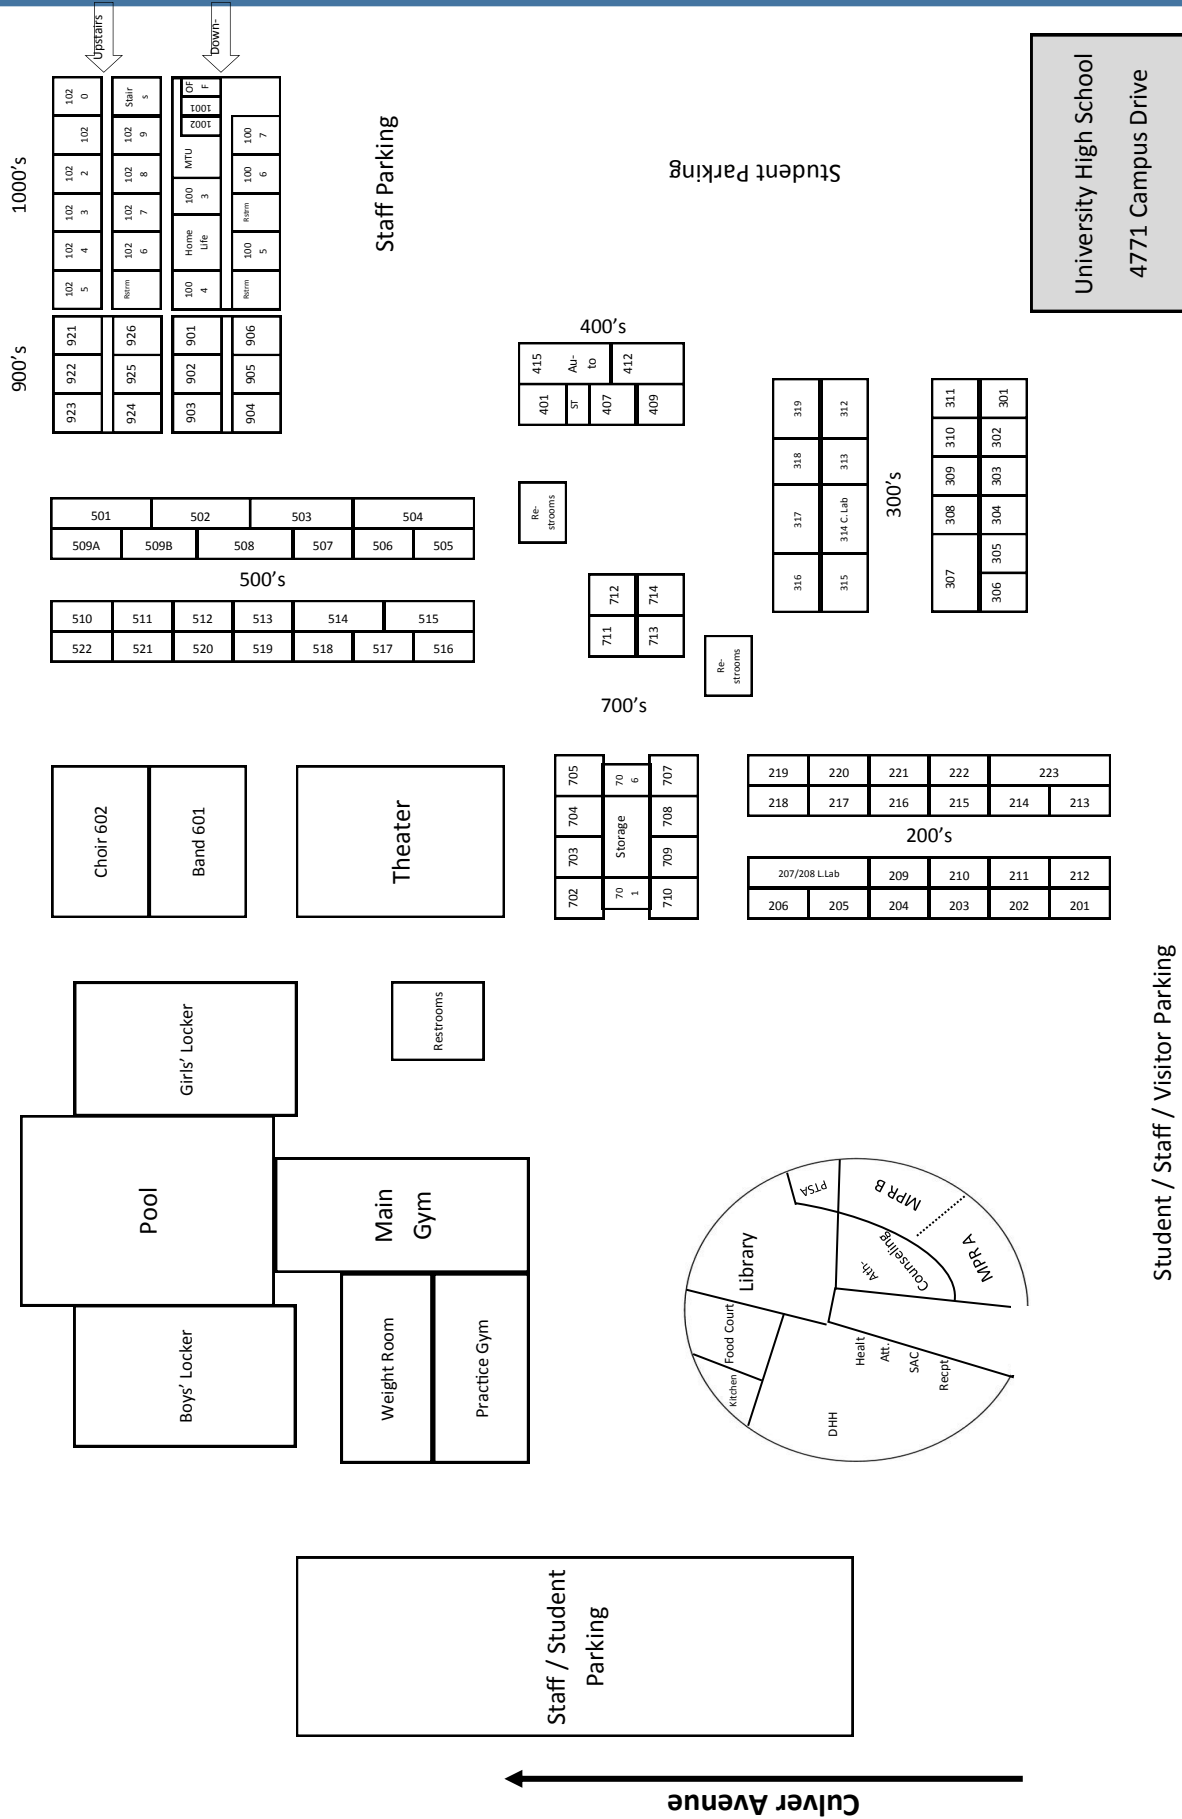 Upstairs
Down-
1000's
102
0
102
102
2
102
3
102
4
102
5
Stair
s
102
9
102
8
102
7
102
6
Rstrm
OF
F
1001
1002
MTU
100
3
Home
Life
100
4
100
7
100
6
Rstrm
100
5
Rstrm
900's
921
922
923
926
925
924
901
902
903
906
905
904
Staff Parking
Student Parking
University High School
4771 Campus Drive
400's
415
Au-
to
412
401
ST
407
409
Re-
strooms
319
312
318
313
317
314 C. Lab
316
315
300's
311
301
310
302
309
303
308
304
307
305
306
501
502
503
504
509A
509B
508
507
506
505
500's
510
511
512
513
514
515
522
521
520
519
518
517
516
712
714
711
713
Re-
strooms
700's
705
70
6
707
704
708
Storage
703
709
702
70
1
710
219
220
221
222
223
218
217
216
215
214
213
200's
207/208 L.Lab
209
210
211
212
206
205
204
203
202
201
Choir 602
Band 601
Theater
Girls' Locker
Restrooms
Pool
Main
Gym
Boys' Locker
Weight Room
Practice Gym
Library
PTSA
MPR B
MPR A
Counseling
Ath-
Food Court
Kitchen
Healt
Att.
SAC
Recpt
DHH
Student / Staff / Visitor Parking
Staff / Student
Parking
Culver Avenue